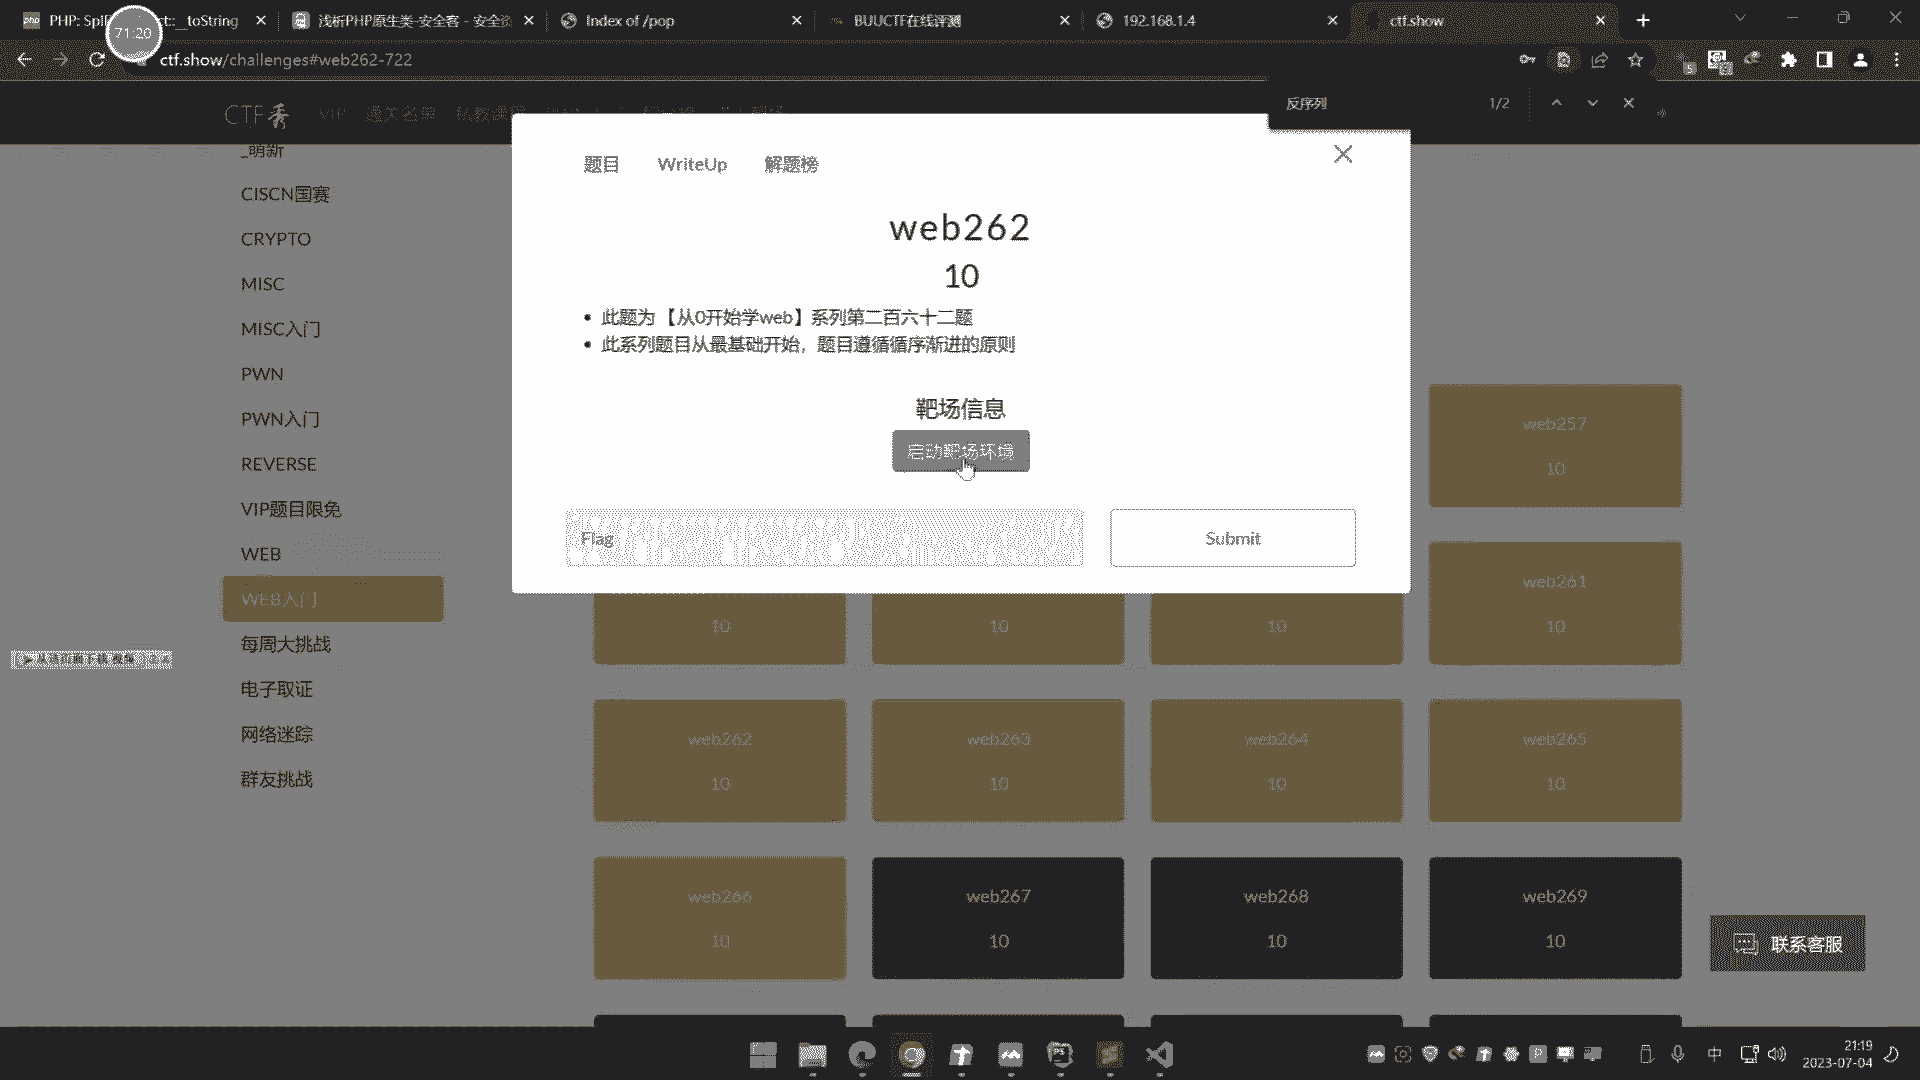 PHP: Spl
ct::__toString
浅析PHP原生类-安全客 - 安全资
Index of /pop
BUUCTF在线评测
192.168.1.4
ctf.show
71:20
ctf.show/challenges#web262-722
反序列
1/2
CTF秀
VIP
通关名单
_萌新
CISCN国赛
CRYPTO
MISC
MISC入门
PWN
PWN入门
REVERSE
VIP题目限免
WEB
WEB入门
每周大挑战
电子取证
网络迷踪
群友挑战
题目
WriteUp
解题榜
web262
10
此题为 【从0开始学web】系列第二百六十二题
此系列题目从最基础开始，题目遵循循序渐进的原则
靶场信息
启动靶场环境
Flag
Submit
web257
10
web261
10
10
10
10
web262
10
web263
10
web264
10
web265
10
web266
10
web267
10
web268
10
web269
10
联系客服
中
21:19
2023-07-04